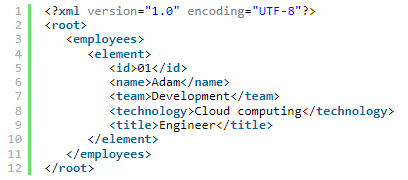 1 <?xml version="1.0" encoding="UTF-8"?>
2 <root>
3    <employees>
4       <element>
5          <id>01</id>
6          <name>Adam</name>
7          <team>Development</team>
8          <technology>Cloud computing</technology>
9          <title>Engineer</title>
10       </element>
11    </employees>
12 </root>